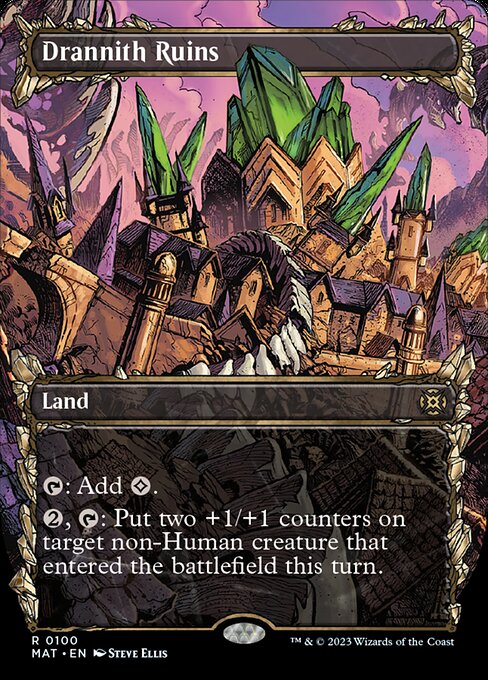 Drannith Ruins
Land
: Add .
2, : Put two +1/+1 counters on
target non-Human creature that
entered the battlefield this turn.
R 0100
MAT • EN STEVE ELLIS
™ & © 2023 Wizards of the Coast